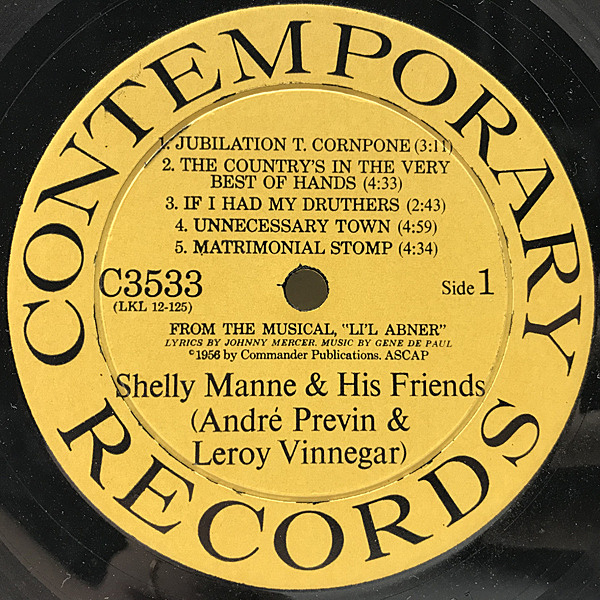 CONTEMPORARY
1. JUBILATION T. CORNPONE (3:11)
2. THE COUNTRY'S IN THE VERY
BEST OF HANDS (4:33)
3. IF I HAD MY DRUTHERS (2:43)
4. UNNECESSARY TOWN (4:59)
5. MATRIMONIAL STOMP (4:34)
C3533
(LKL 12-125)
Side 1
FROM THE MUSICAL, "LI'L ABNER"
LYRICS BY JOHNNY MERCER. MUSIC BY GENE DE PAUL
©1956 by Commander Publications. ASCAP
Shelly Manne & His Friends
(André Previn &
Leroy Vinnegar)
RECORDS